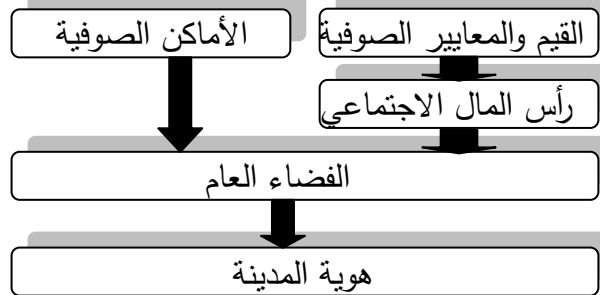 القيم والمعايير الصوفية
الأماكن الصوفية
رأس المال الاجتماعي
الفضاء العام
هوية المدينة